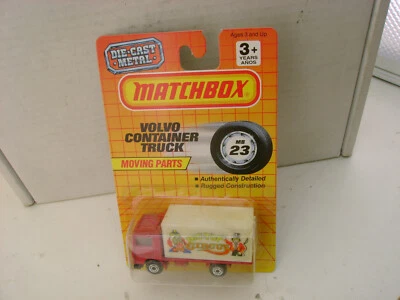 Ages 3 and Up
DIE-CAST
METAL
3+
YEARS
AÑOS
MATCHBOX
VOLVO
CONTAINER
TRUCK
MOVING PARTS
MB
23
• Authentically Detailed
• Rugged Construction
CIRCUS